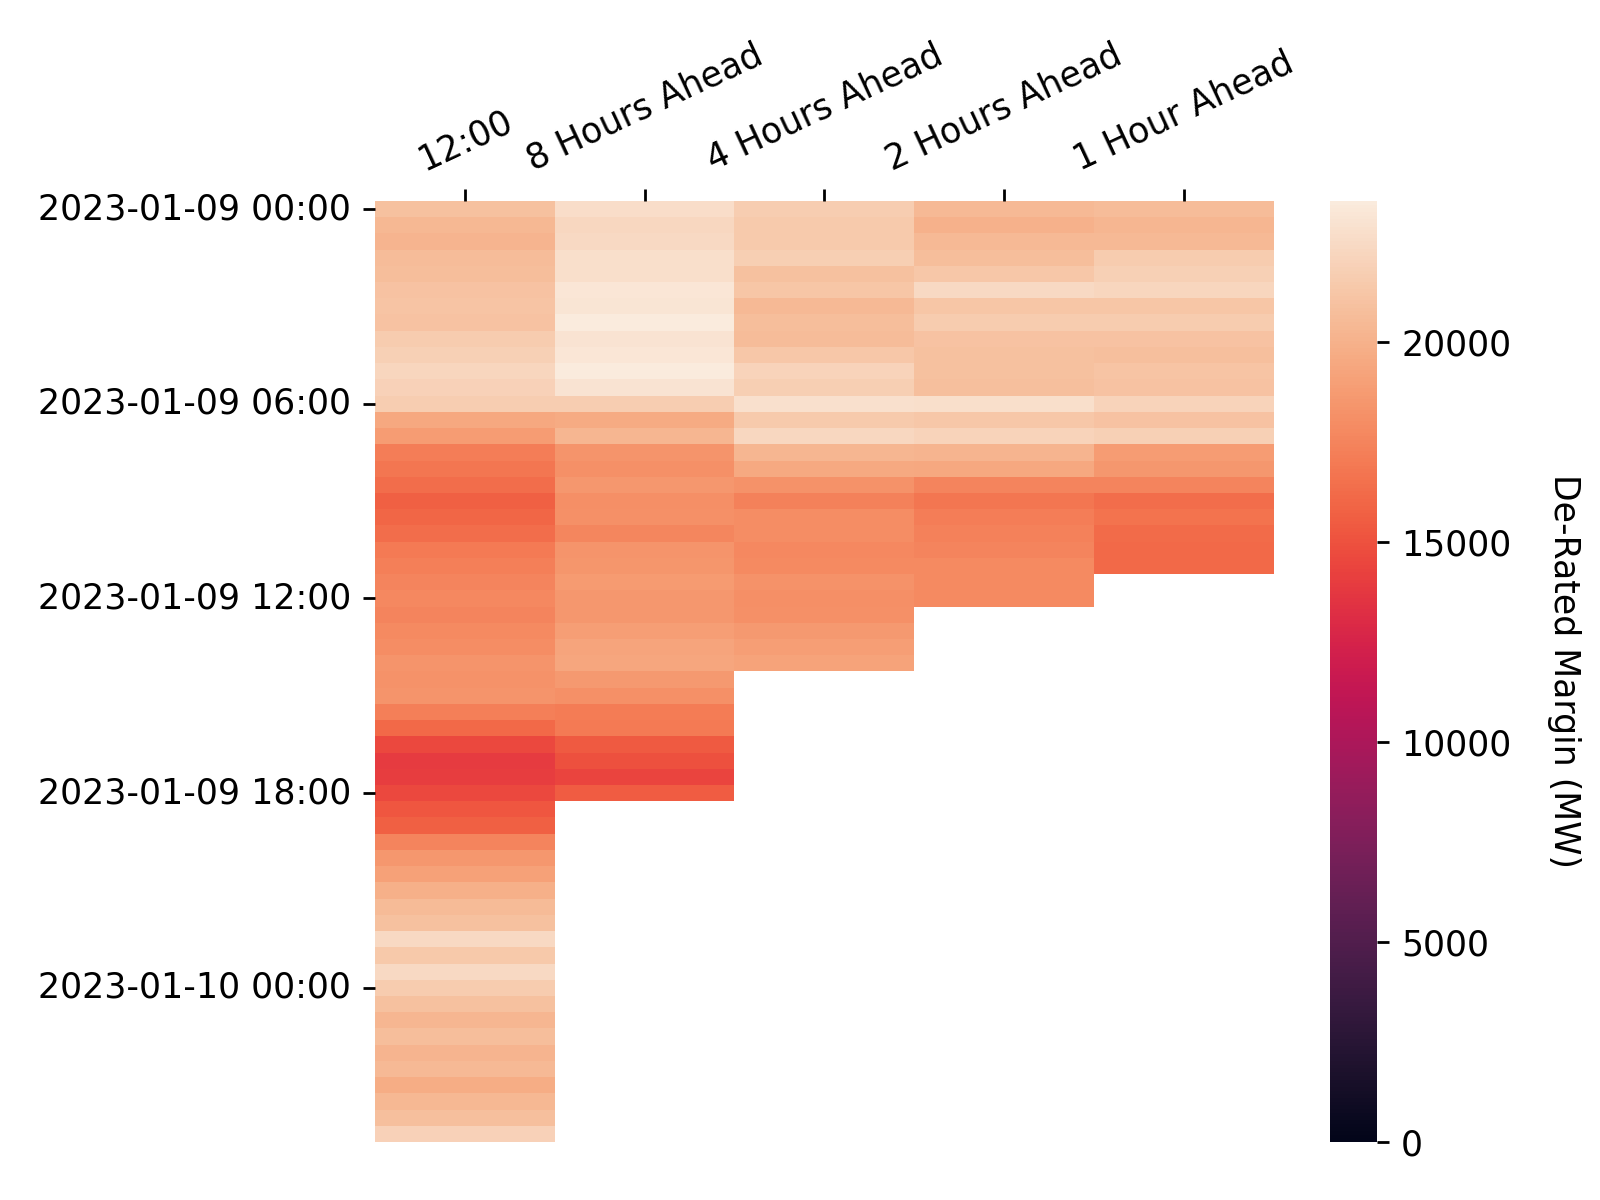 12:00
8 Hours Ahead
4 Hours Ahead
2 Hours Ahead
1 Hour Ahead
2023-01-09 00:00
2023-01-09 06:00
2023-01-09 12:00
2023-01-09 18:00
2023-01-10 00:00
20000
15000
10000
5000
0
De-Rated Margin (MW)